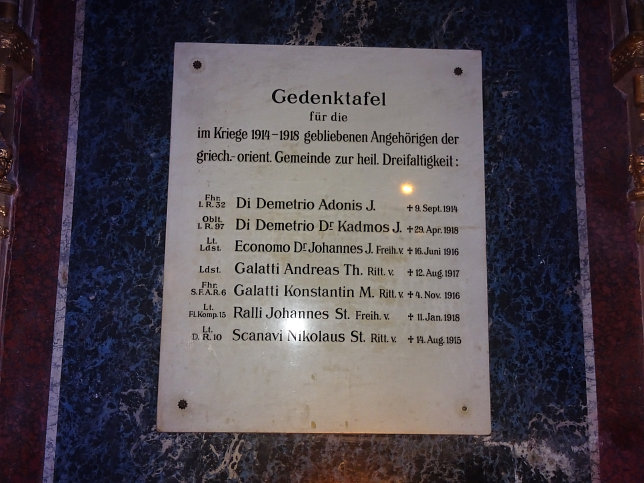 Gedenktafel
für die
im Kriege 1914-1918 gebliebenen Angehörigen der
griech.-orient. Gemeinde zur heil. Dreifaltigkeit:
Fhr. I.R. 32 Di Demetrio Adonis J. ✝ 9. Sept. 1914
Oblt. I.R. 97 Di Demetrio Dr Kadmos J. ✝ 29. Apr. 1918
Lt. Ldst. Economo Dr Johannes J. Freih. v. ✝ 16. Juni 1916
Ldst. Galatti Andreas Th. Ritt. v. ✝ 12. Aug. 1917
Fhr. S.F.A.R. 6 Galatti Konstantin M. Ritt. v. ✝ 4. Nov. 1916
Lt. Fl. Komp. 15 Ralli Johannes St. Freih. v. ✝ 11. Jan. 1918
Lt. D.R. 10 Scanavi Nikolaus St. Ritt. v. ✝ 14. Aug. 1915